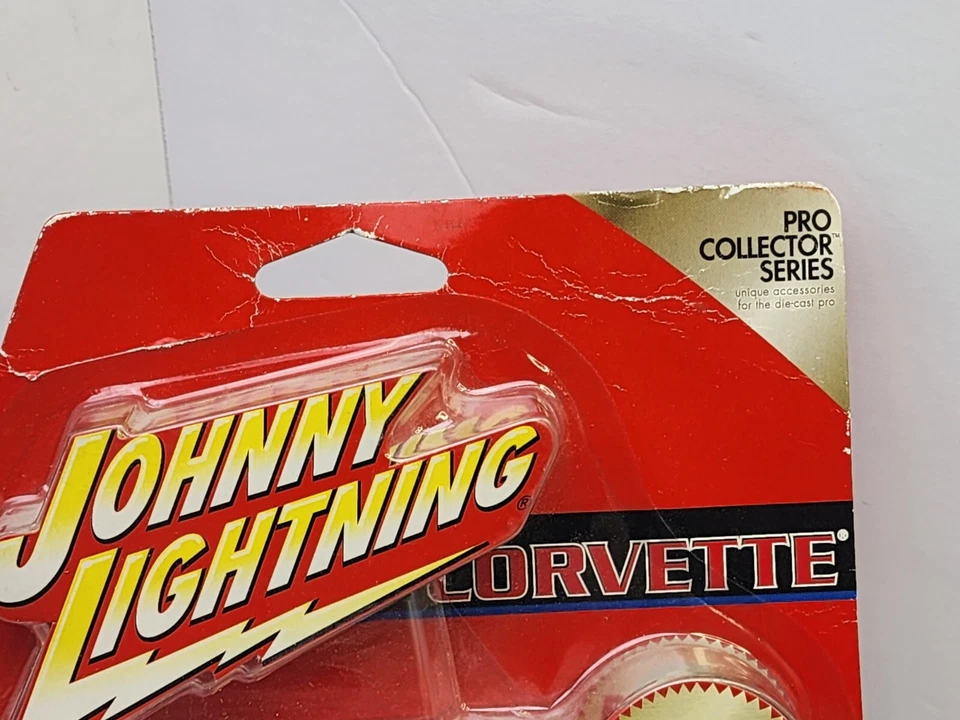 PRO
COLLECTOR™
SERIES
unique accessories
for the die-cast pro
JOHNNY
LIGHTNING®
CORVETTE®